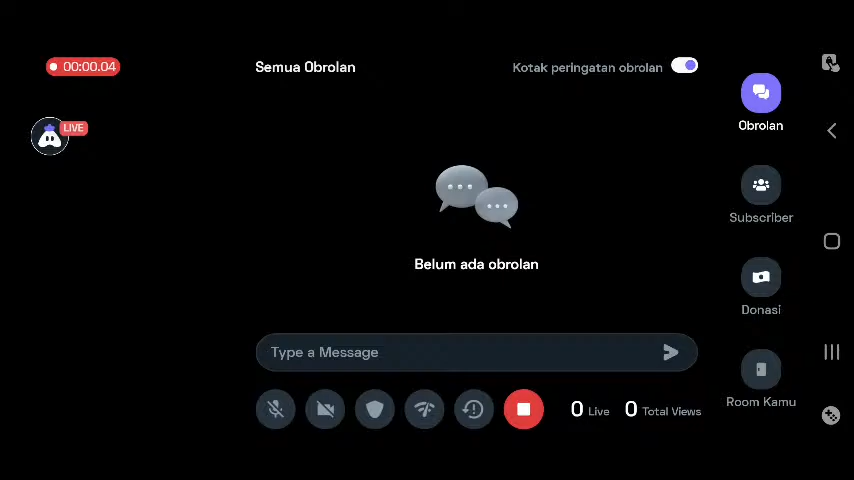 00:00.04
Semua Obrolan
Kotak peringatan obrolan
LIVE
Obrolan
Subscriber
Belum ada obrolan
Donasi
Type a Message
Room Kamu
0 Live
0 Total Views